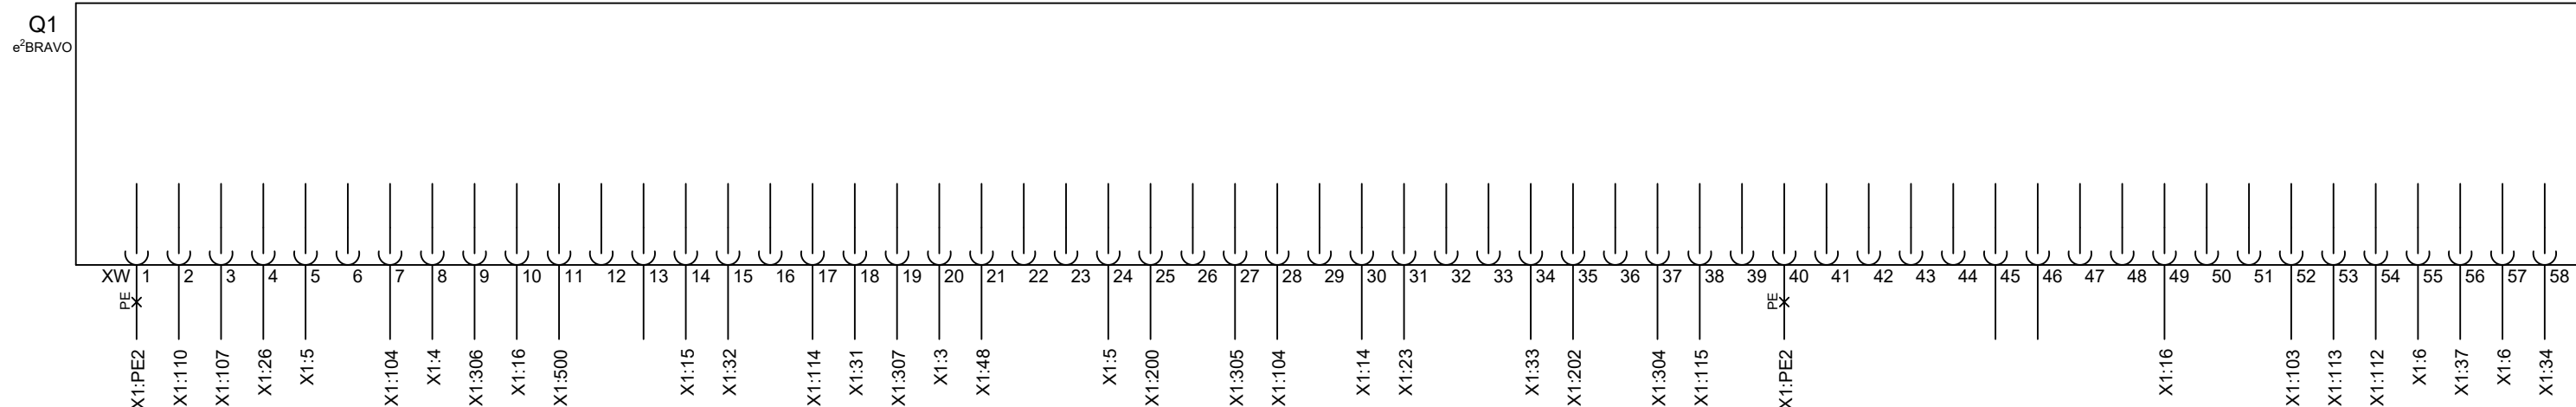 Q1
e²BRAVO
XW 1 2 3 4 5 6 7 8 9 10 11 12 13 14 15 16 17 18 19 20 21 22 23 24 25 26 27 28 29 30 31 32 33 34 35 36 37 38 39 40 41 42 43 44 45 46 47 48 49 50 51 52 53 54 55 56 57 58
PE PE
X1:PE2 X1:110 X1:107 X1:26 X1:5 X1:104 X1:4 X1:306 X1:16 X1:500 X1:15 X1:32 X1:114 X1:31 X1:307 X1:3 X1:48 X1:5 X1:200 X1:305 X1:104 X1:14 X1:23 X1:33 X1:202 X1:304 X1:115 X1:PE2 X1:16 X1:103 X1:113 X1:112 X1:6 X1:37 X1:6 X1:34